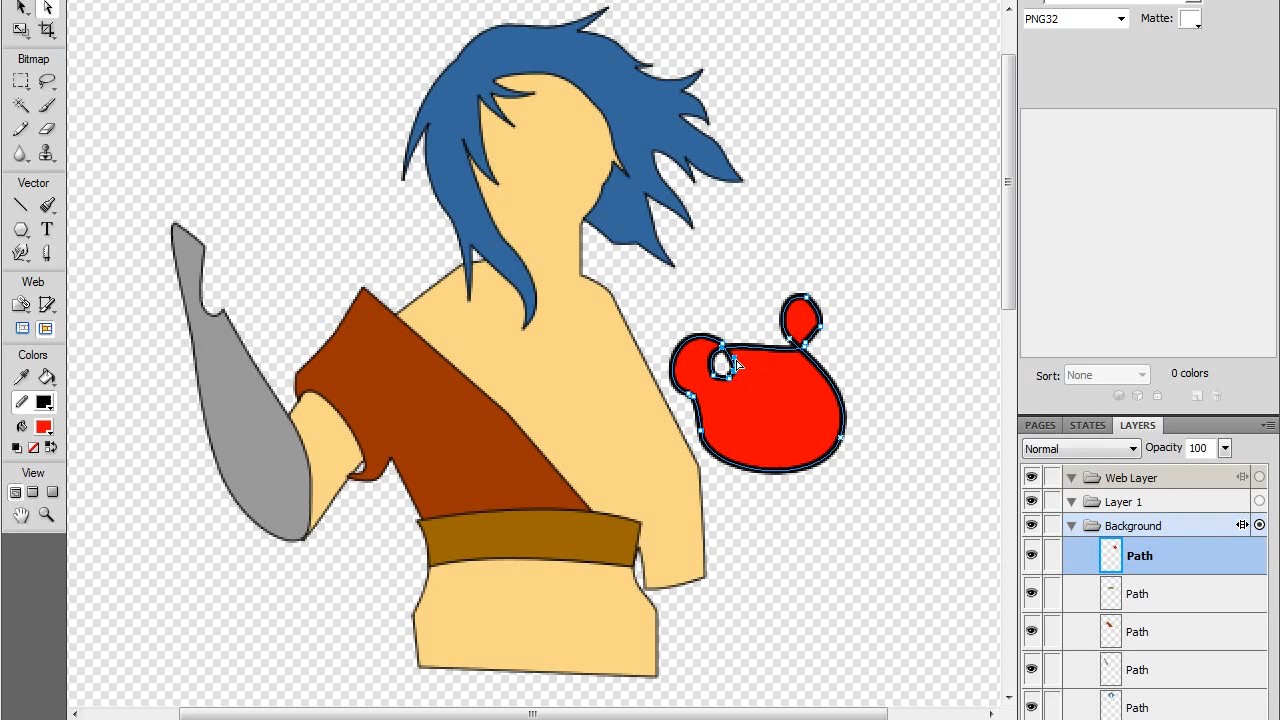 Bitmap
Vector
T
Web
View
PNG32
Matte:
Sort:
None
0 colors
PAGES
STATES
LAYERS
Normal
Opacity
100
Web Layer
Layer 1
Background
Path
Path
Path
Path
Path